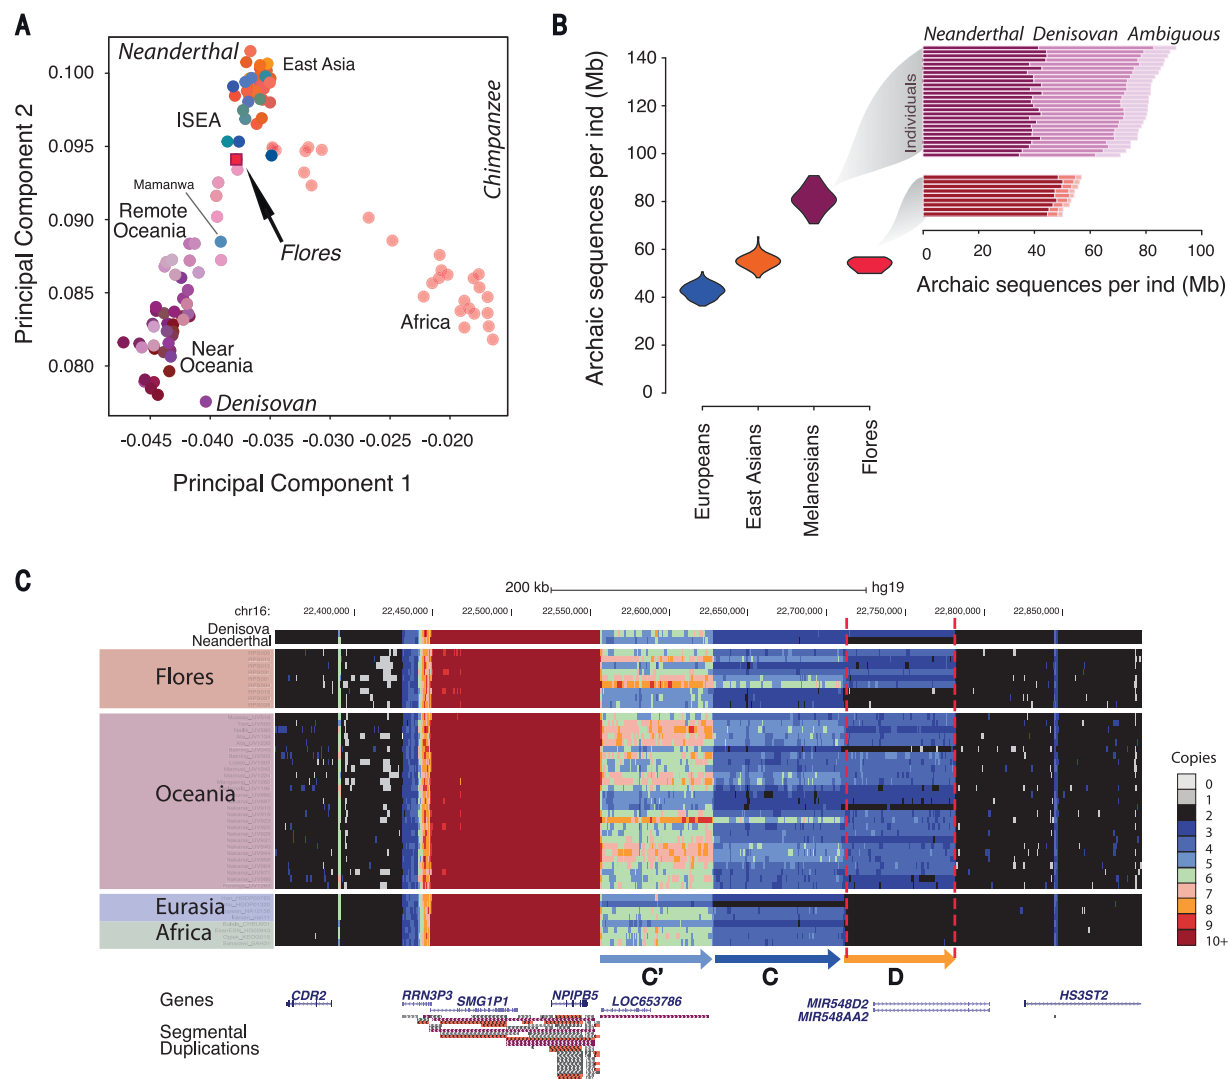 A
Neanderthal
East Asia
ISEA
Chimpanzee
Mamanwa
Remote
Oceania
Flores
Africa
Near
Oceania
Denisovan
Principal Component 2
0.100
0.095
0.090
0.085
0.080
-0.045 -0.040 -0.035 -0.030 -0.025 -0.020
Principal Component 1
B
Archaic sequences per ind (Mb)
140
120
100
80
60
40
20
0
Europeans
East Asians
Melanesians
Flores
Neanderthal Denisovan Ambiguous
Individuals
0 20 40 60 80 100
Archaic sequences per ind (Mb)
C
200 kb hg19
chr16: 22,400,000 22,450,000 22,500,000 22,550,000 22,600,000 22,650,000 22,700,000 22,750,000 22,800,000 22,850,000
Denisova
Neanderthal
Flores
Oceania
Eurasia
Africa
Copies
0
1
2
3
4
5
6
7
8
9
10+
C' C D
Genes
CDR2 RRN3P3 SMG1P1 NPIPB5 LOC653786 MIR548D2 HS3ST2
MIR548AA2
Segmental
Duplications